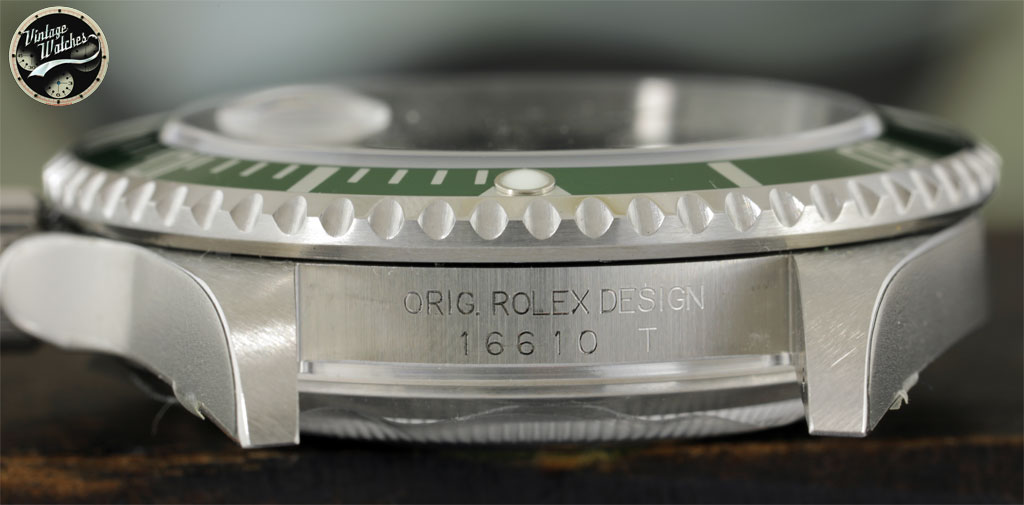 Vintage
Watches
ORIG. ROLEX DESIGN
16610 T